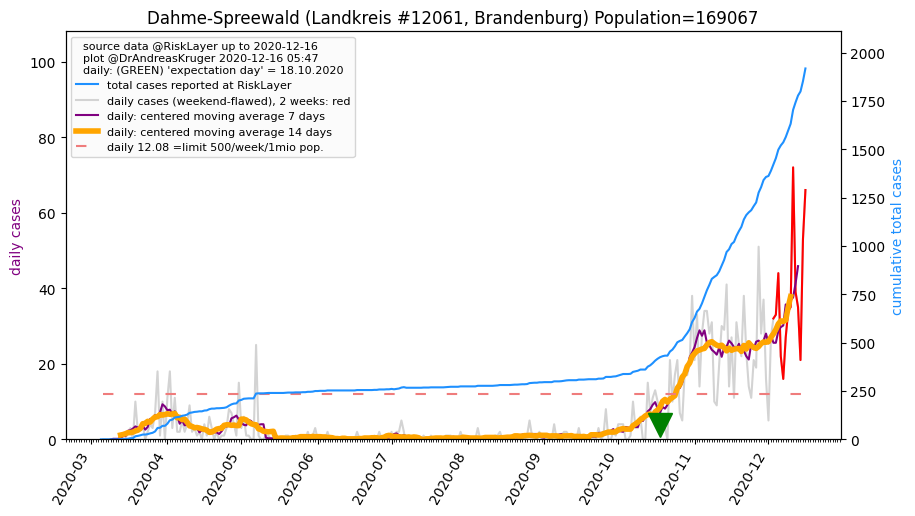 Dahme-Spreewald (Landkreis #12061, Brandenburg) Population=169067
source data @RiskLayer up to 2020-12-16
plot @DrAndreasKruger 2020-12-16 05:47
daily: (GREEN) 'expectation day' = 18.10.2020
total cases reported at RiskLayer
daily cases (weekend-flawed), 2 weeks: red
daily: centered moving average 7 days
daily: centered moving average 14 days
daily 12.08 =limit 500/week/1mio pop.
daily cases
100
80
60
40
20
0
cumulative total cases
2000
1750
1500
1250
1000
750
500
250
0
2020-03
2020-04
2020-05
2020-06
2020-07
2020-08
2020-09
2020-10
2020-11
2020-12